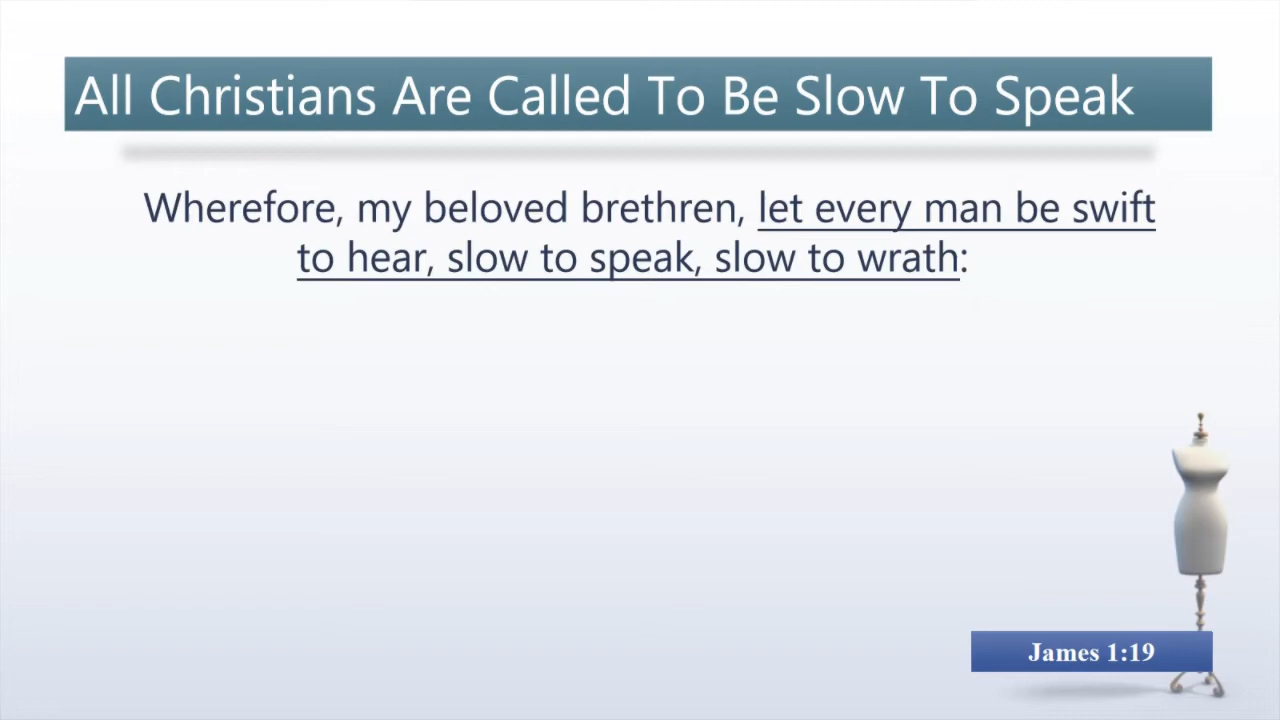 All Christians Are Called To Be Slow To Speak
Wherefore, my beloved brethren, let every man be swift
to hear, slow to speak, slow to wrath:
James 1:19